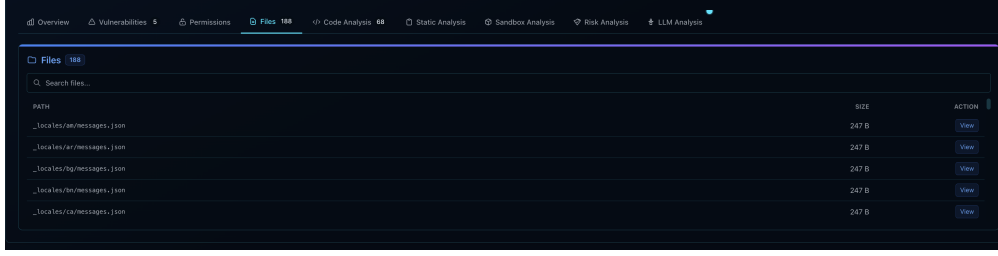 Overview Vulnerabilities 5 Permissions Files 188 Code Analysis 68 Static Analysis Sandbox Analysis Risk Analysis LLM Analysis
Files 188
Search files...
PATH SIZE ACTION
_locales/am/messages.json 247 B View
_locales/ar/messages.json 247 B View
_locales/bg/messages.json 247 B View
_locales/bn/messages.json 247 B View
_locales/ca/messages.json 247 B View